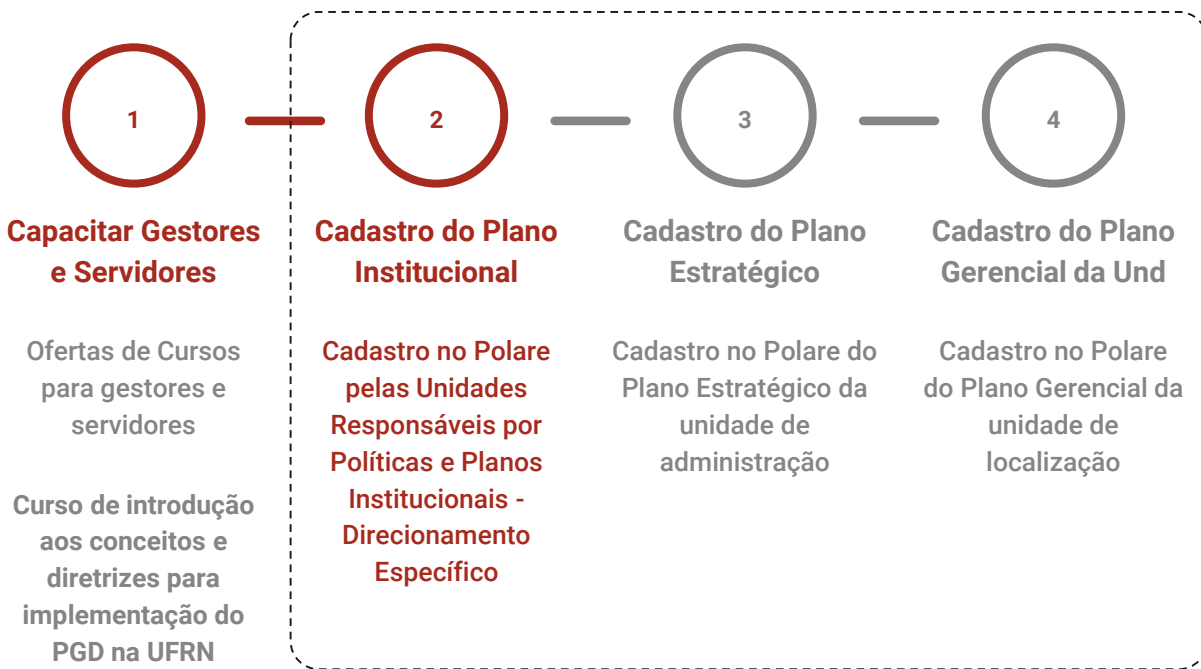 1
Capacitar Gestores
e Servidores
Ofertas de Cursos
para gestores e
servidores
Curso de introdução
aos conceitos e
diretrizes para
implementação do
PGD na UFRN
2
Cadastro do Plano
Institucional
Cadastro no Polare
pelas Unidades
Responsáveis por
Políticas e Planos
Institucionais -
Direcionamento
Específico
3
Cadastro do Plano
Estratégico
Cadastro no Polare do
Plano Estratégico da
unidade de
administração
4
Cadastro do Plano
Gerencial da Und
Cadastro no Polare
do Plano Gerencial da
unidade de
localização